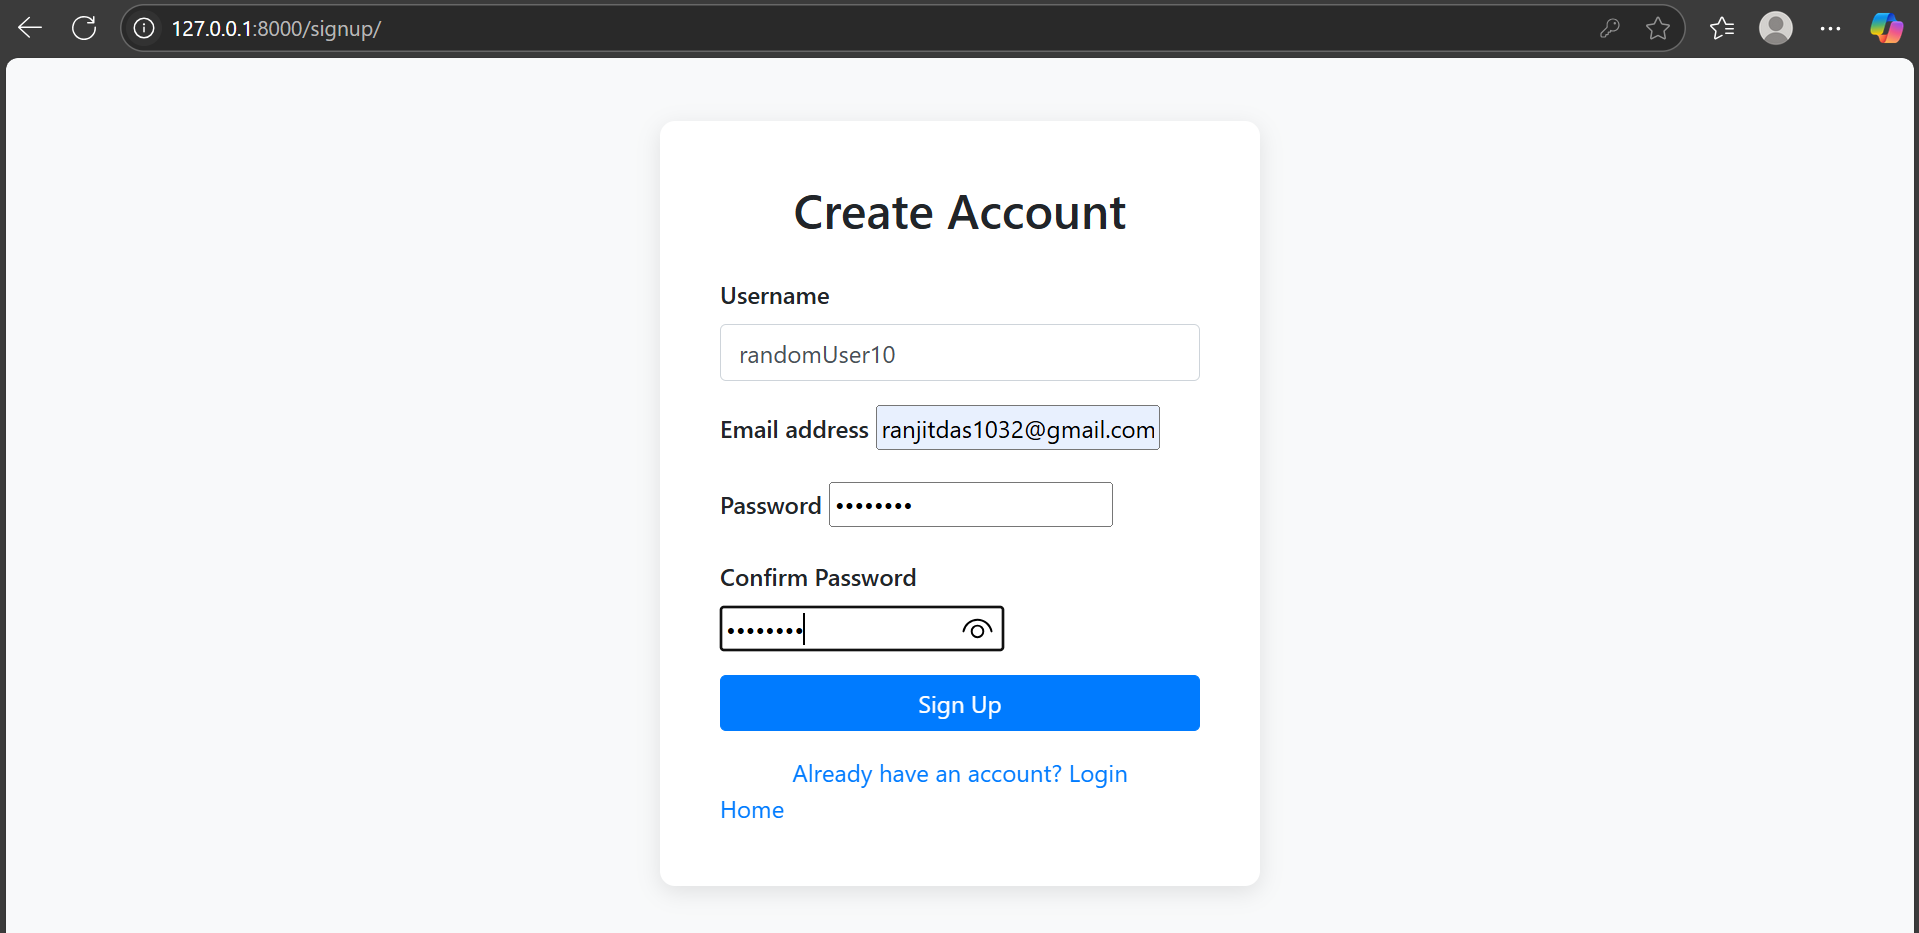 127.0.0.1:8000/signup/
Create Account
Username
randomUser10
Email address ranjitdas1032@gmail.com
Password ••••••••
Confirm Password
••••••••
Sign Up
Already have an account? Login
Home